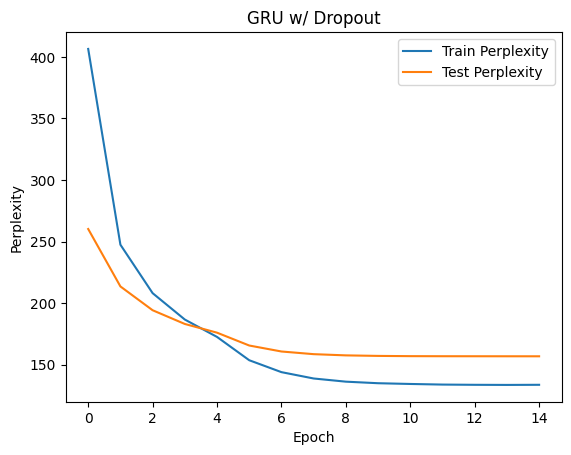 GRU w/ Dropout
Train Perplexity
Test Perplexity
400
350
300
250
200
150
Perplexity
0 2 4 6 8 10 12 14
Epoch